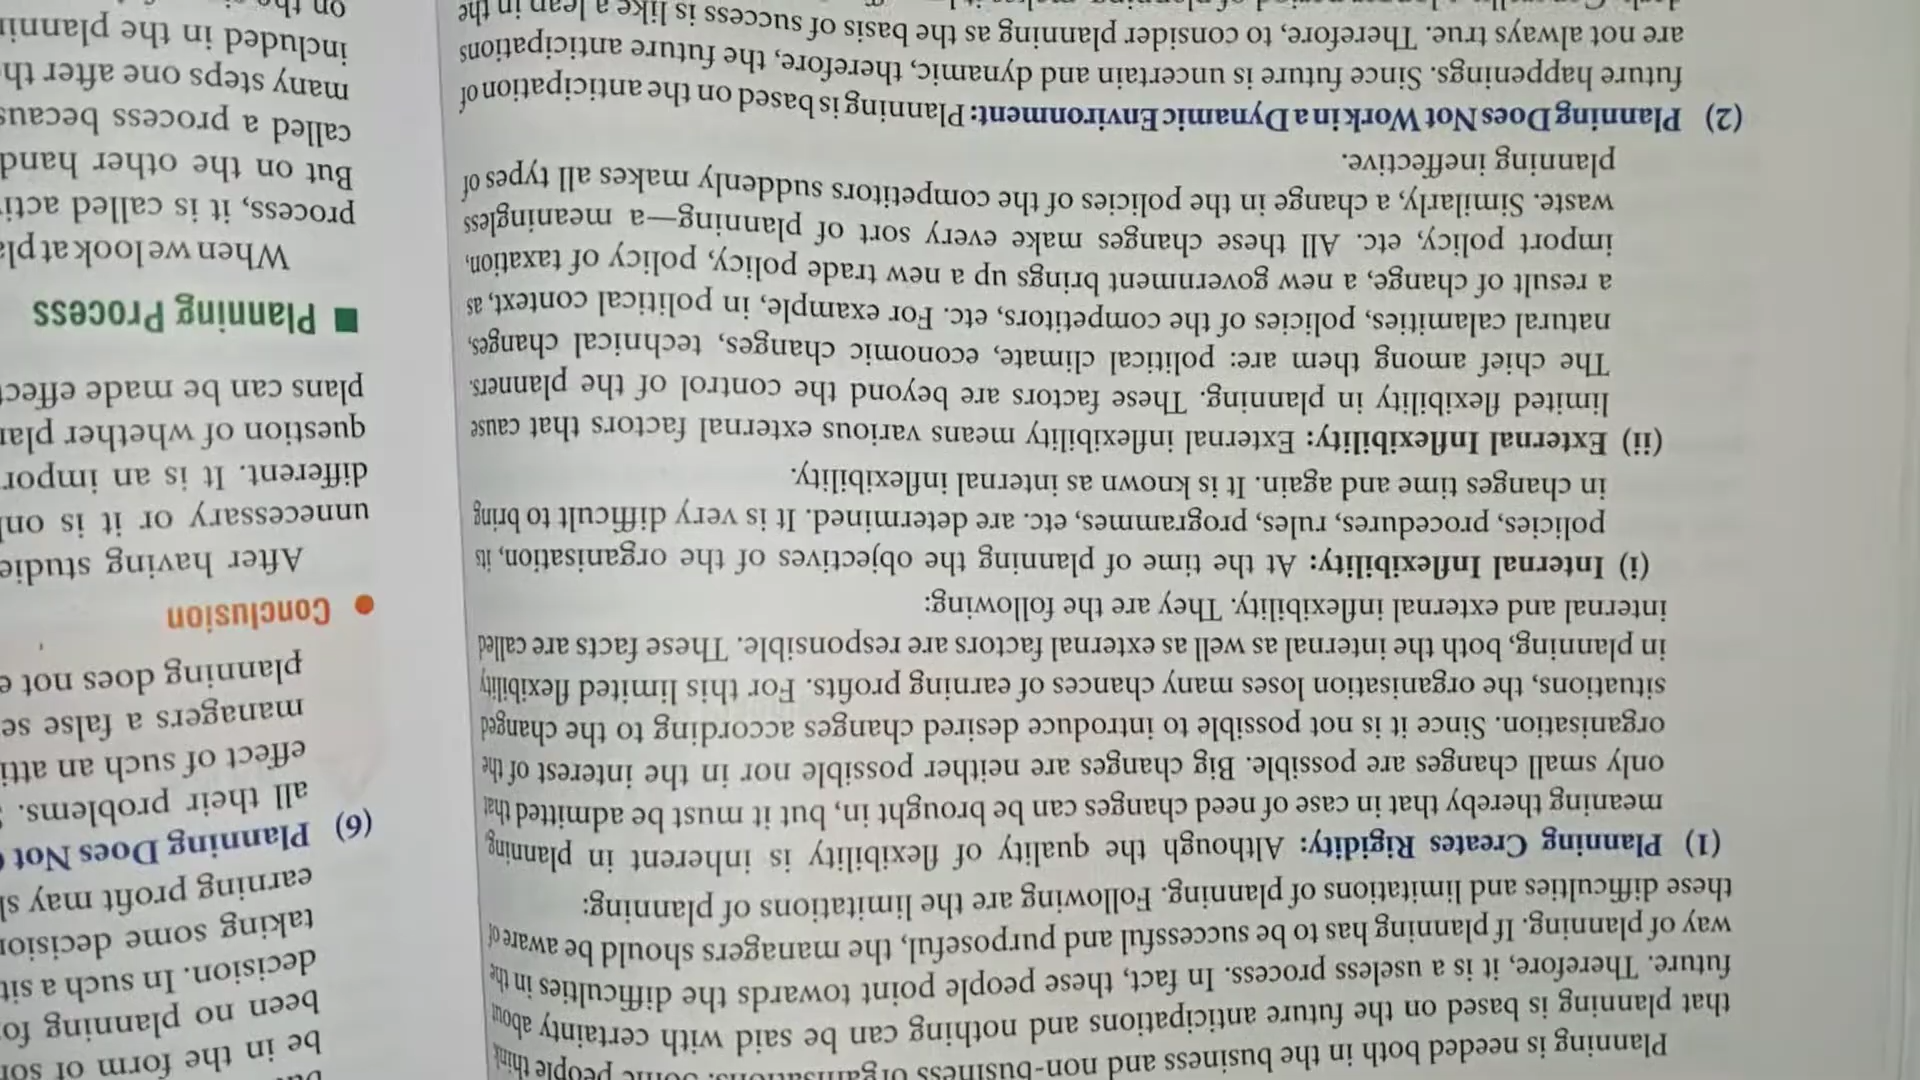 Planning is needed both in the business and non-business organisations. Some people think
that planning is based on the future anticipations and nothing can be said with certainty about
future. Therefore, it is a useless process. In fact, these people point towards the difficulties in the
way of planning. If planning has to be successful and purposeful, the managers should be aware of
these difficulties and limitations of planning. Following are the limitations of planning:
(1) Planning Creates Rigidity: Although the quality of flexibility is inherent in planning,
meaning thereby that in case of need changes can be brought in, but it must be admitted that
only small changes are possible. Big changes are neither possible nor in the interest of the
organisation. Since it is not possible to introduce desired changes according to the changed
situations, the organisation loses many chances of earning profits. For this limited flexibility
in planning, both the internal as well as external factors are responsible. These facts are called
internal and external inflexibility. They are the following:
(i) Internal Inflexibility: At the time of planning the objectives of the organisation, its
policies, procedures, rules, programmes, etc. are determined. It is very difficult to bring
in changes time and again. It is known as internal inflexibility.
(ii) External Inflexibility: External inflexibility means various external factors that cause
limited flexibility in planning. These factors are beyond the control of the planners.
The chief among them are: political climate, economic changes, technical changes,
natural calamities, policies of the competitors, etc. For example, in political context, as
a result of change, a new government brings up a new trade policy, policy of taxation,
import policy, etc. All these changes make every sort of planning—a meaningless
waste. Similarly, a change in the policies of the competitors suddenly makes all types of
planning ineffective.
(2) Planning Does Not Work in a Dynamic Environment: Planning is based on the anticipation of
future happenings. Since future is uncertain and dynamic, therefore, the future anticipations
are not always true. Therefore, to consider planning as the basis of success is like a leap in the
be in the form of
been no planning
decision. In such a
taking some
earning profit may
(6) Planning Does Not
all their problems.
effect of such an
managers a false
planning does not
• Conclusion
After having
unnecessary or it is
different. It is an
question of whether
plans can be made
■ Planning Process
When we look at
process, it is called
But on the other hand
called a process
many steps one after
included in the
on the